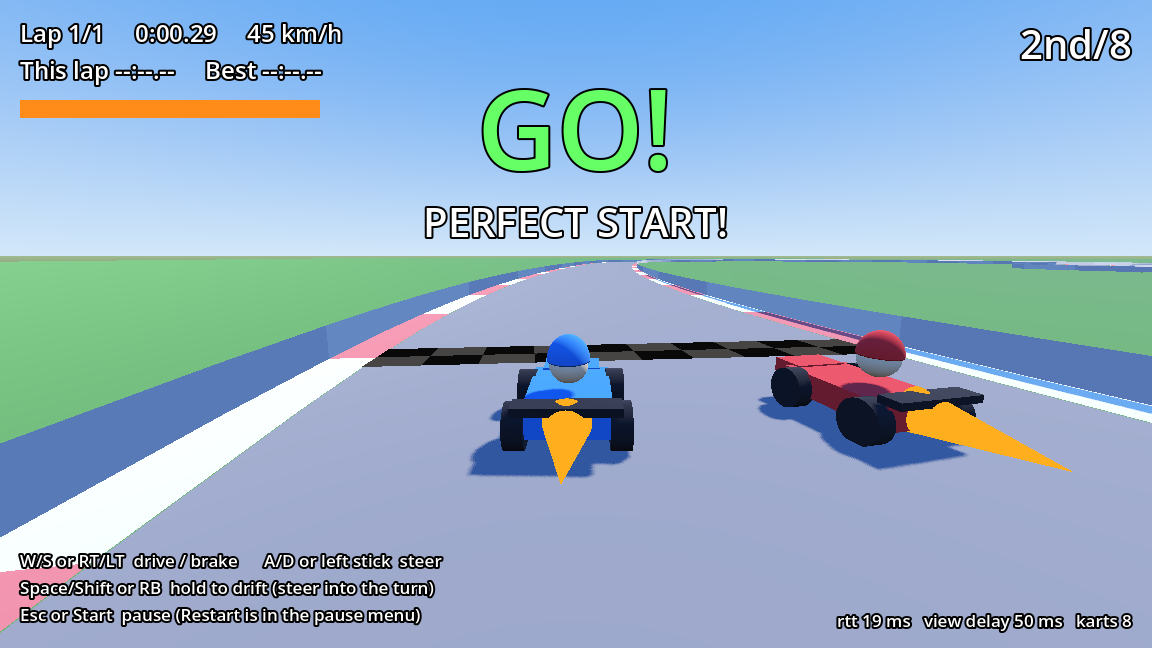 Lap 1/1 0:00.29 45 km/h
This lap --:--.-- Best --:--.--
2nd/8
GO!
PERFECT START!
W/S or RT/LT drive / brake A/D or left stick steer
Space/Shift or RB hold to drift (steer into the turn)
Esc or Start pause (Restart is in the pause menu)
rtt 19 ms view delay 50 ms karts 8